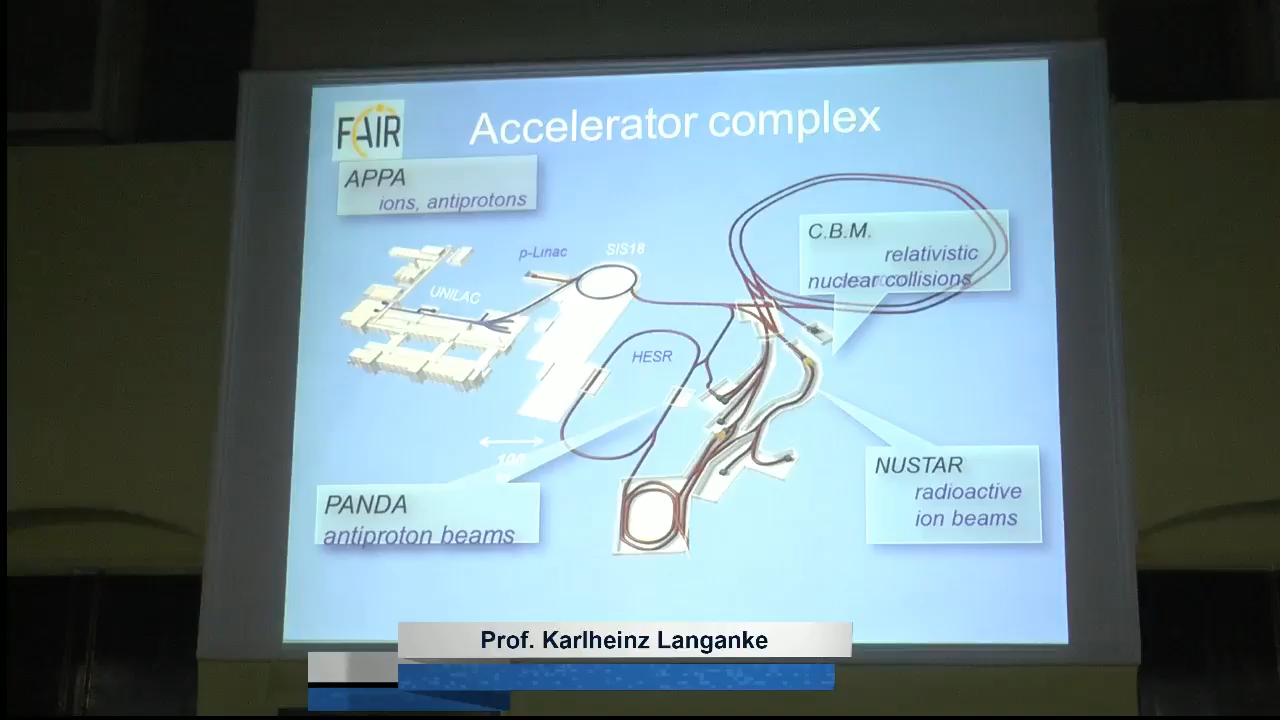 FAIR
Accelerator complex
APPA
ions, antiprotons
C.B.M.
relativistic
nuclear collisions
p-Linac
SIS18
UNILAC
HESR
100
NUSTAR
radioactive
ion beams
PANDA
antiproton beams
Prof. Karlheinz Langanke